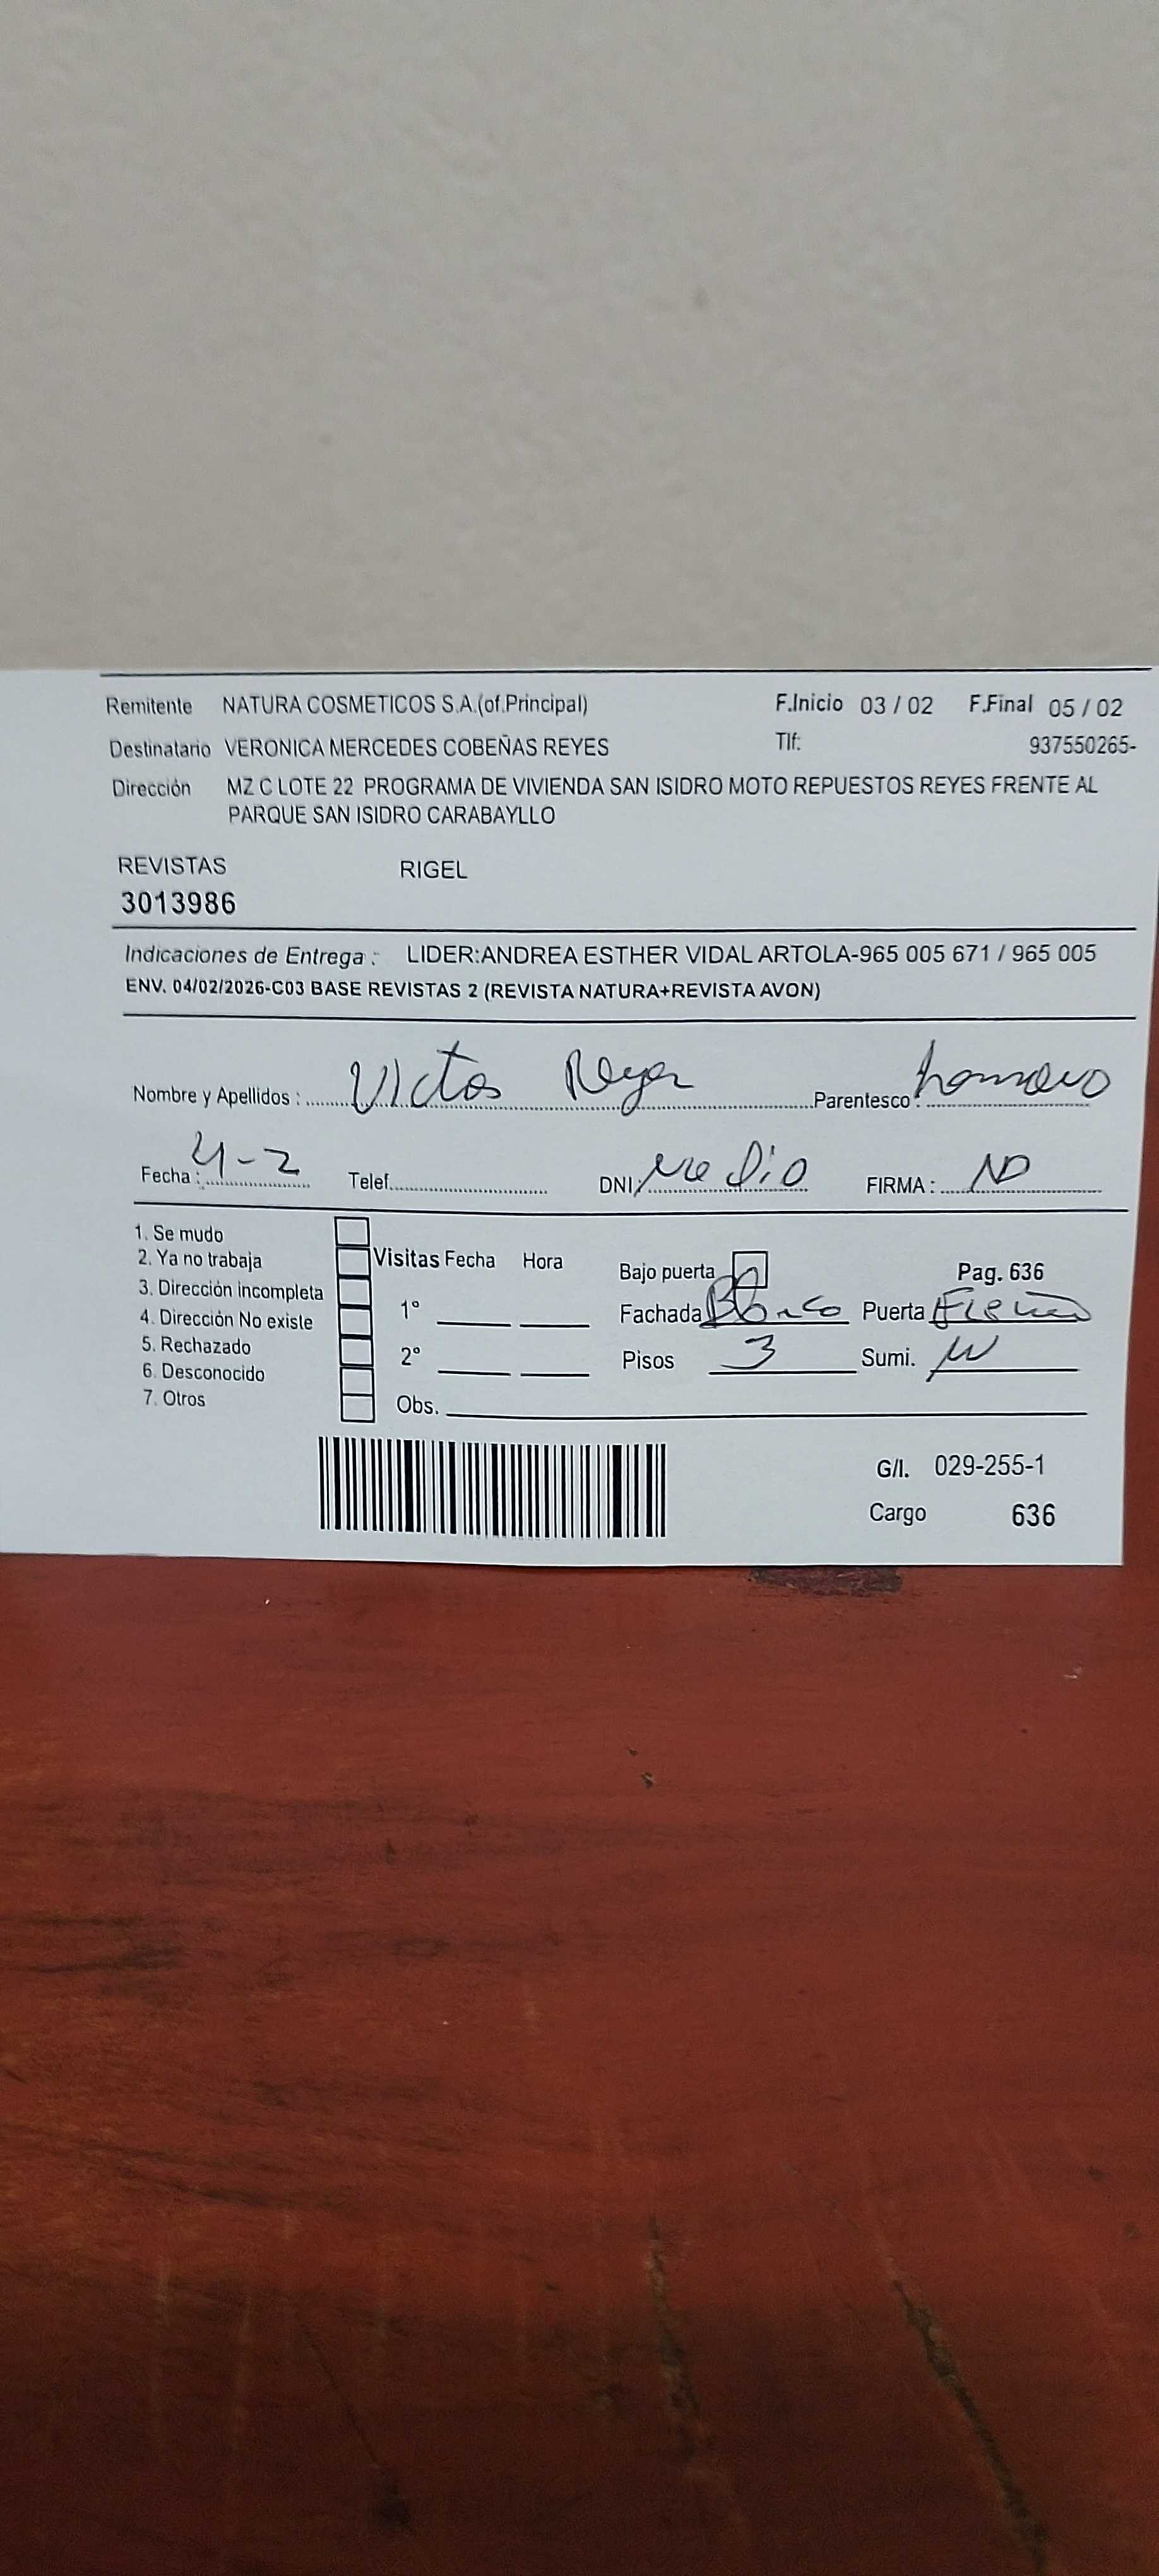 Remitente NATURA COSMETICOS S.A.(of.Principal) F.Inicio 03 / 02 F.Final 05 / 02
Destinatario VERONICA MERCEDES COBEÑAS REYES Tlf: 937550265-
Dirección MZ C LOTE 22 PROGRAMA DE VIVIENDA SAN ISIDRO MOTO REPUESTOS REYES FRENTE AL
PARQUE SAN ISIDRO CARABAYLLO
REVISTAS RIGEL
3013986
Indicaciones de Entrega : LIDER:ANDREA ESTHER VIDAL ARTOLA-965 005 671 / 965 005
ENV. 04/02/2026-C03 BASE REVISTAS 2 (REVISTA NATURA+REVISTA AVON)
Nombre y Apellidos : Victor Reyes Parentesco :
Fecha : 4-2 Telef. DNI: FIRMA :
1. Se mudo
2. Ya no trabaja Visitas Fecha Hora Bajo puerta Pag. 636
3. Dirección incompleta
4. Dirección No existe 1° Fachada Blanco Puerta Fierro
5. Rechazado 2° Pisos 3 Sumi.
6. Desconocido
7. Otros Obs.
G/I. 029-255-1
Cargo 636